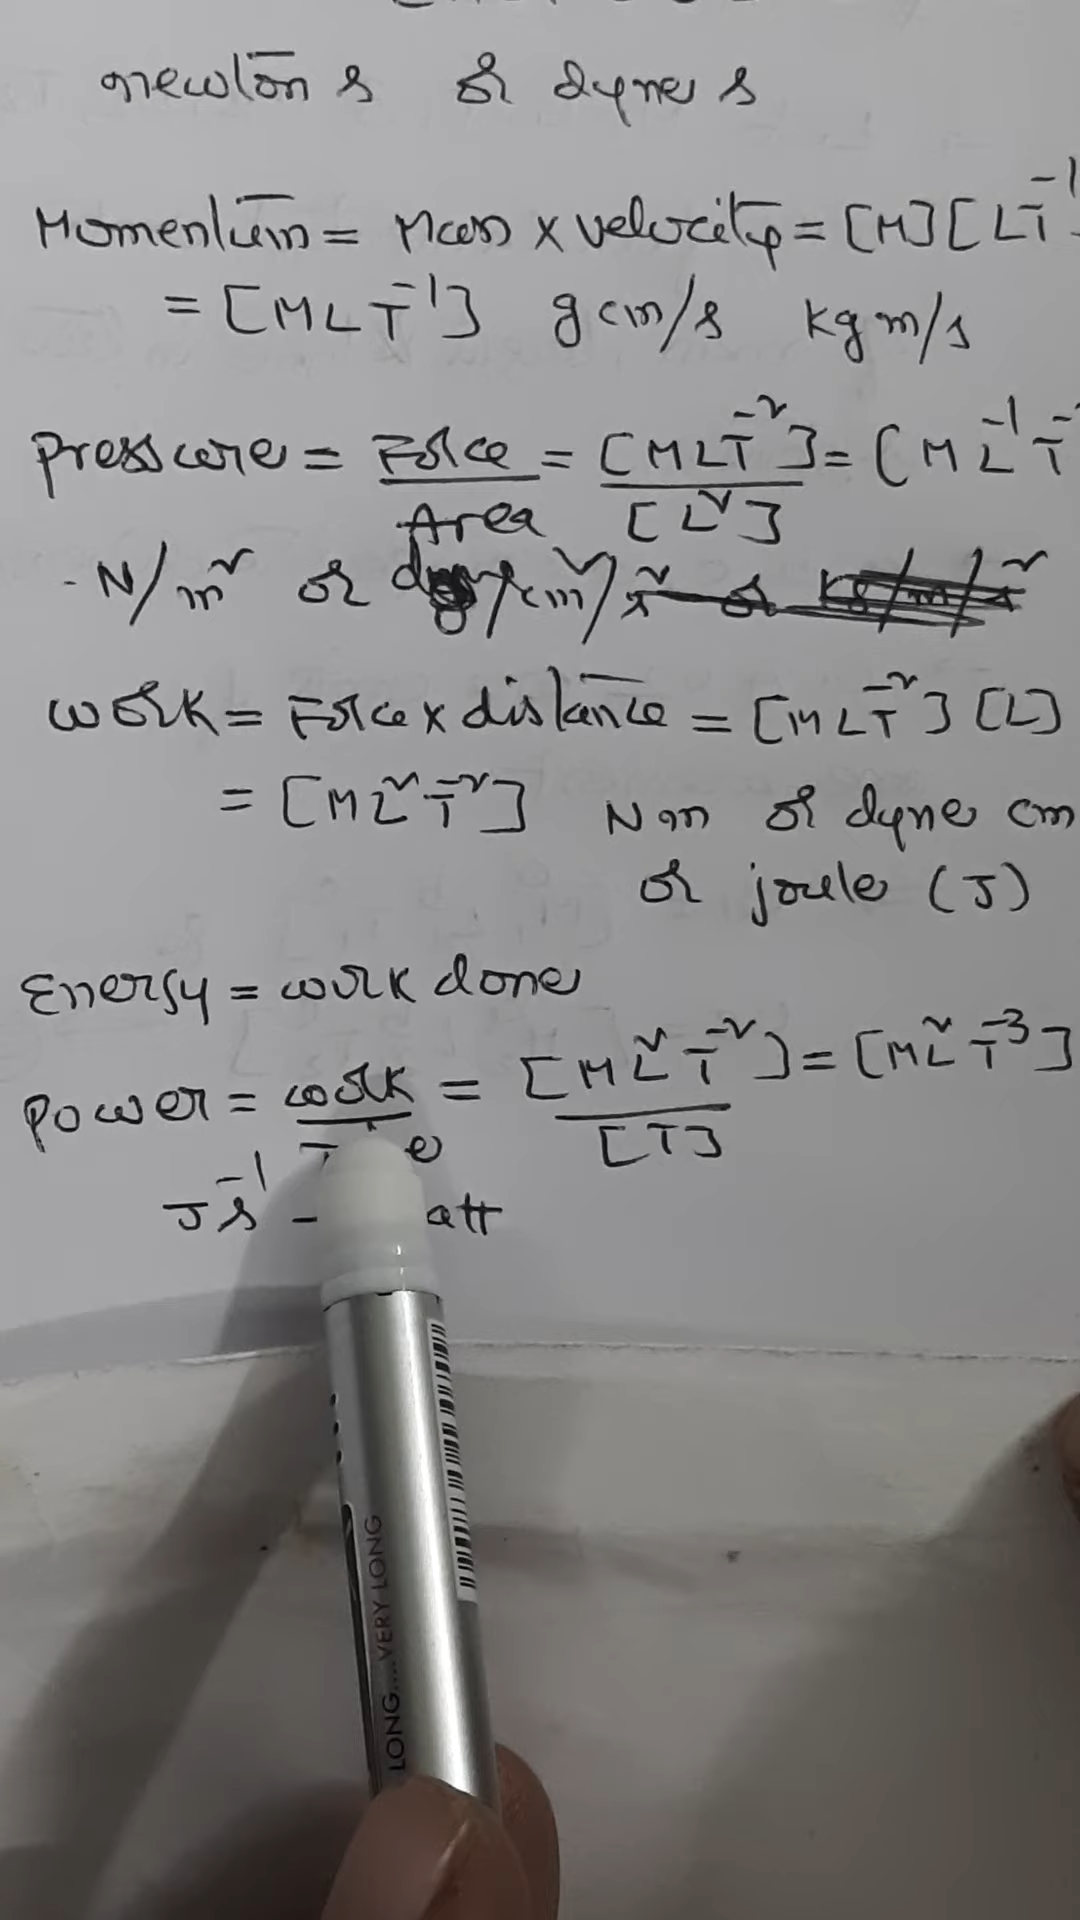 newton s or dyne s
Momentum = Mass x velocity = [M][LT⁻¹
= [MLT⁻¹] g cm/s kg m/s
pressure = Force/Area = [MLT⁻²]/[L²] = [ML⁻¹T⁻
N/m² or
work = Force x distance = [MLT⁻²][L]
= [ML²T⁻²] Nm or dyne cm
or joule (J)
Energy = work done
power = work/ = [ML²T⁻²]/[T] = [ML²T⁻³]
Js⁻¹ - att
LONG....VERY LONG